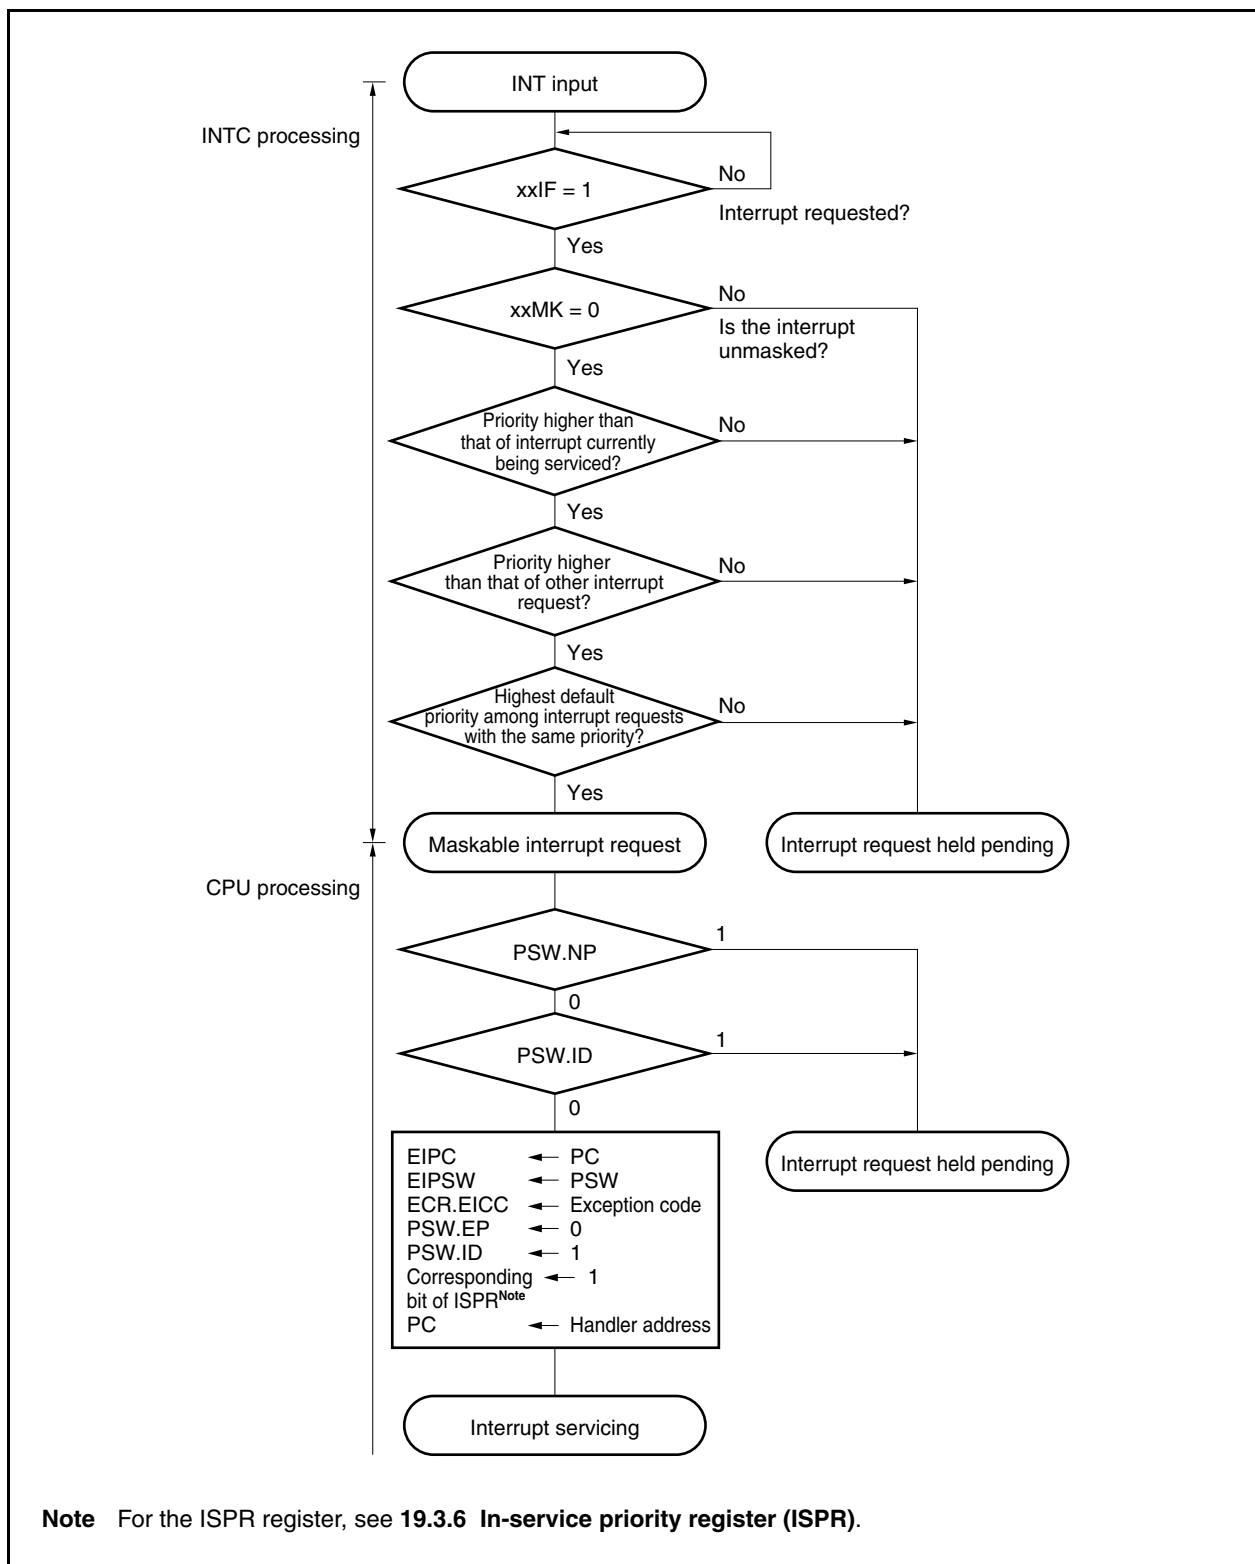 INT input
INTC processing
xxIF = 1
No
Interrupt requested?
Yes
xxMK = 0
No
Is the interrupt
unmasked?
Yes
Priority higher than
that of interrupt currently
being serviced?
No
Yes
Priority higher
than that of other interrupt
request?
No
Yes
Highest default
priority among interrupt requests
with the same priority?
No
Yes
Maskable interrupt request
Interrupt request held pending
CPU processing
PSW.NP
1
0
PSW.ID
1
0
EIPC ← PC
EIPSW ← PSW
ECR.EICC ← Exception code
PSW.EP ← 0
PSW.ID ← 1
Corresponding ← 1
bit of ISPRNote
PC ← Handler address
Interrupt request held pending
Interrupt servicing
Note For the ISPR register, see 19.3.6 In-service priority register (ISPR).